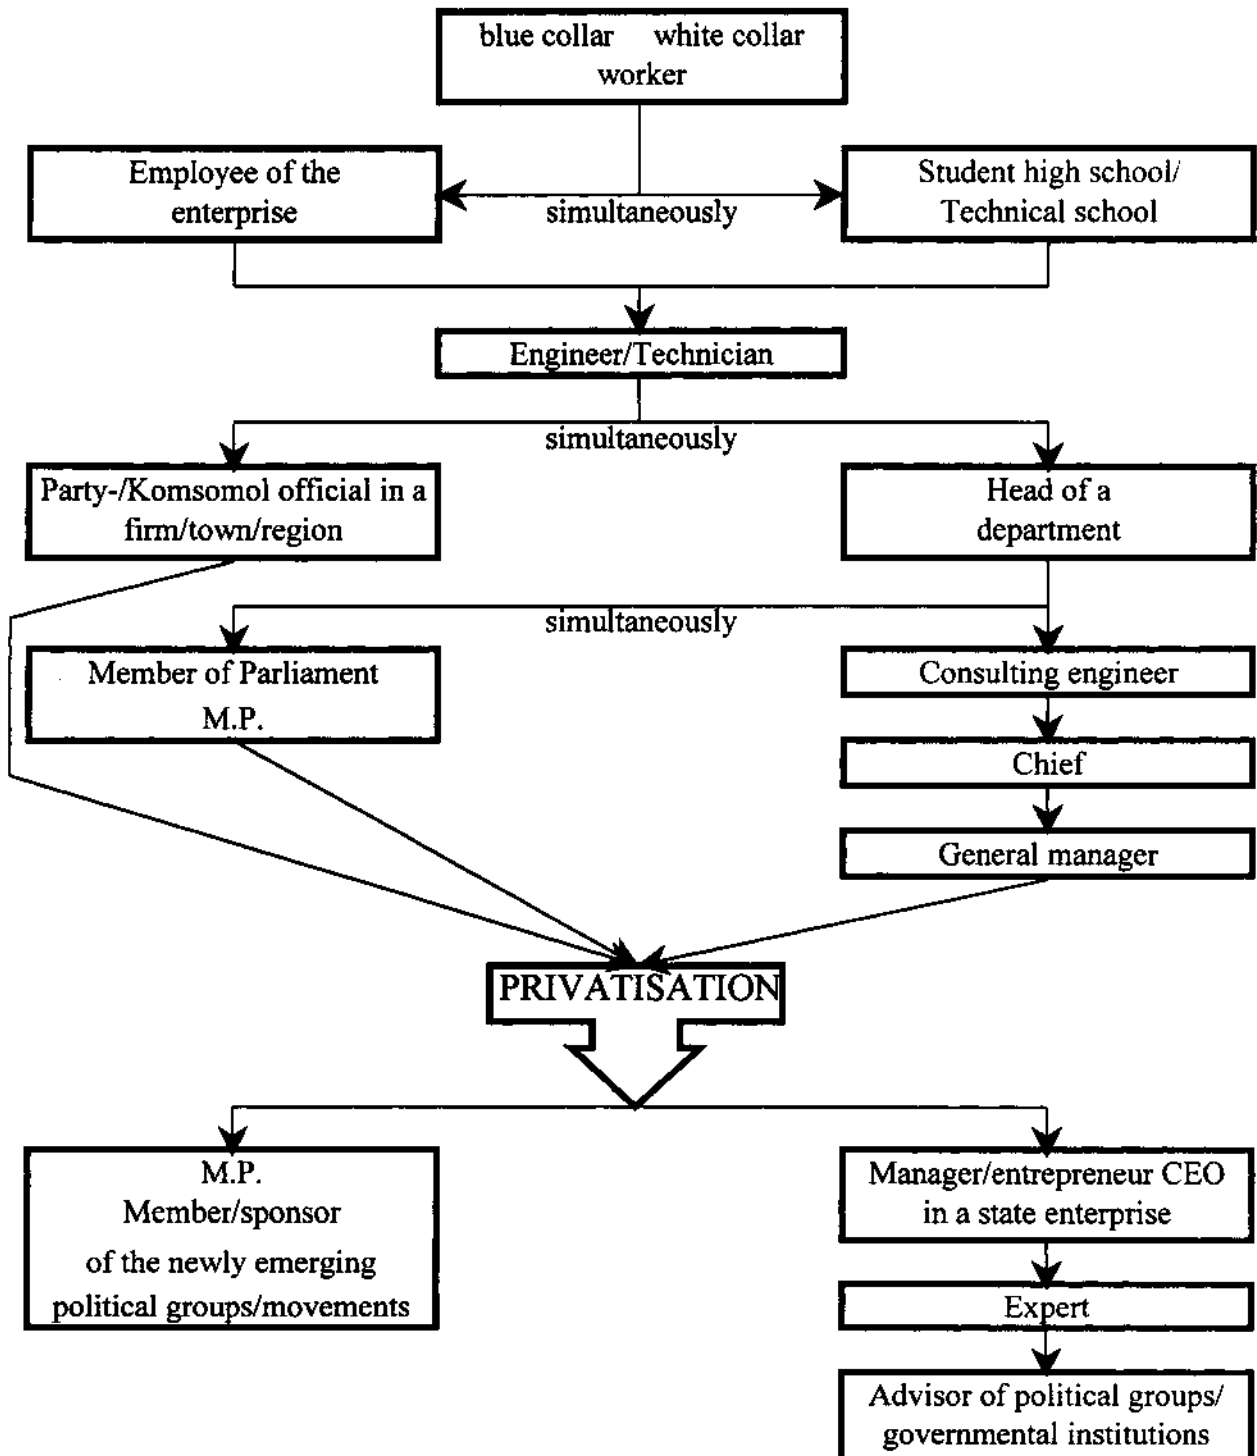 blue collar white collar
worker
Employee of the
enterprise
simultaneously
Student high school/
Technical school
Engineer/Technician
simultaneously
Party-/Komsomol official in a
firm/town/region
Head of a
department
simultaneously
Member of Parliament
M.P.
Consulting engineer
Chief
General manager
PRIVATISATION
M.P.
Member/sponsor
of the newly emerging
political groups/movements
Manager/entrepreneur CEO
in a state enterprise
Expert
Advisor of political groups/
governmental institutions